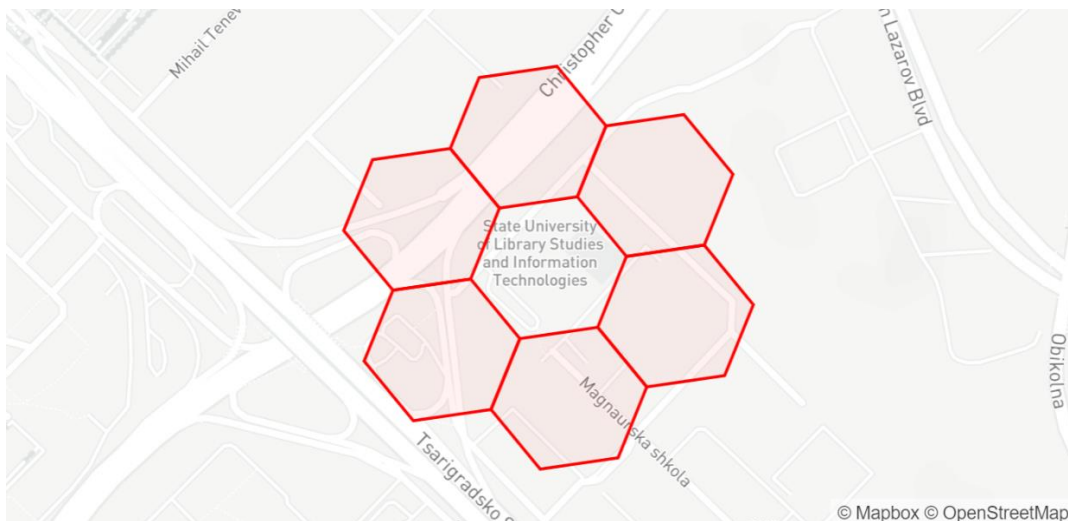 Mihail Tenev
Christopher C
n Lazarov Blvd
State University
of Library Studies
and Information
Technologies
Obikolna
Magnaurska shkola
Tsarigradsko
© Mapbox © OpenStreetMap